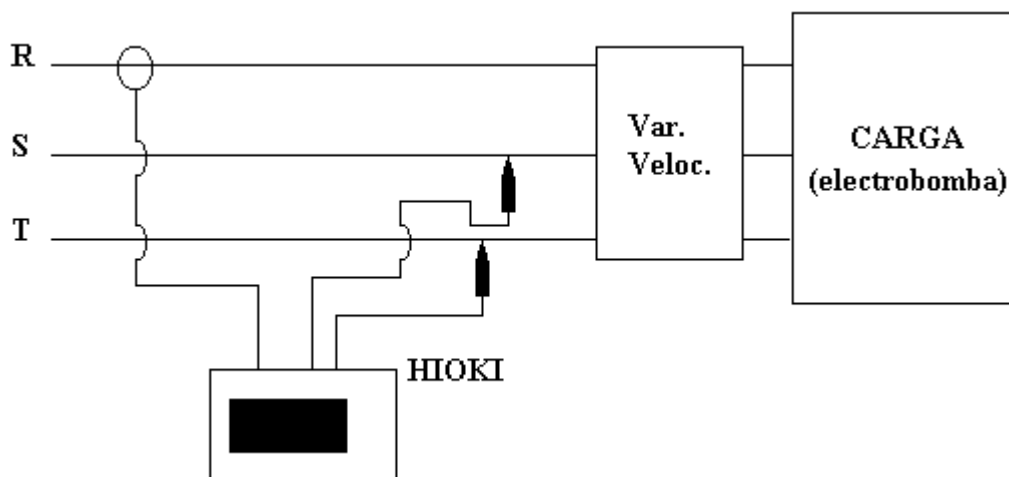 R
S
T
Var.
Veloc.
CARGA
(electrobomba)
HIOKI